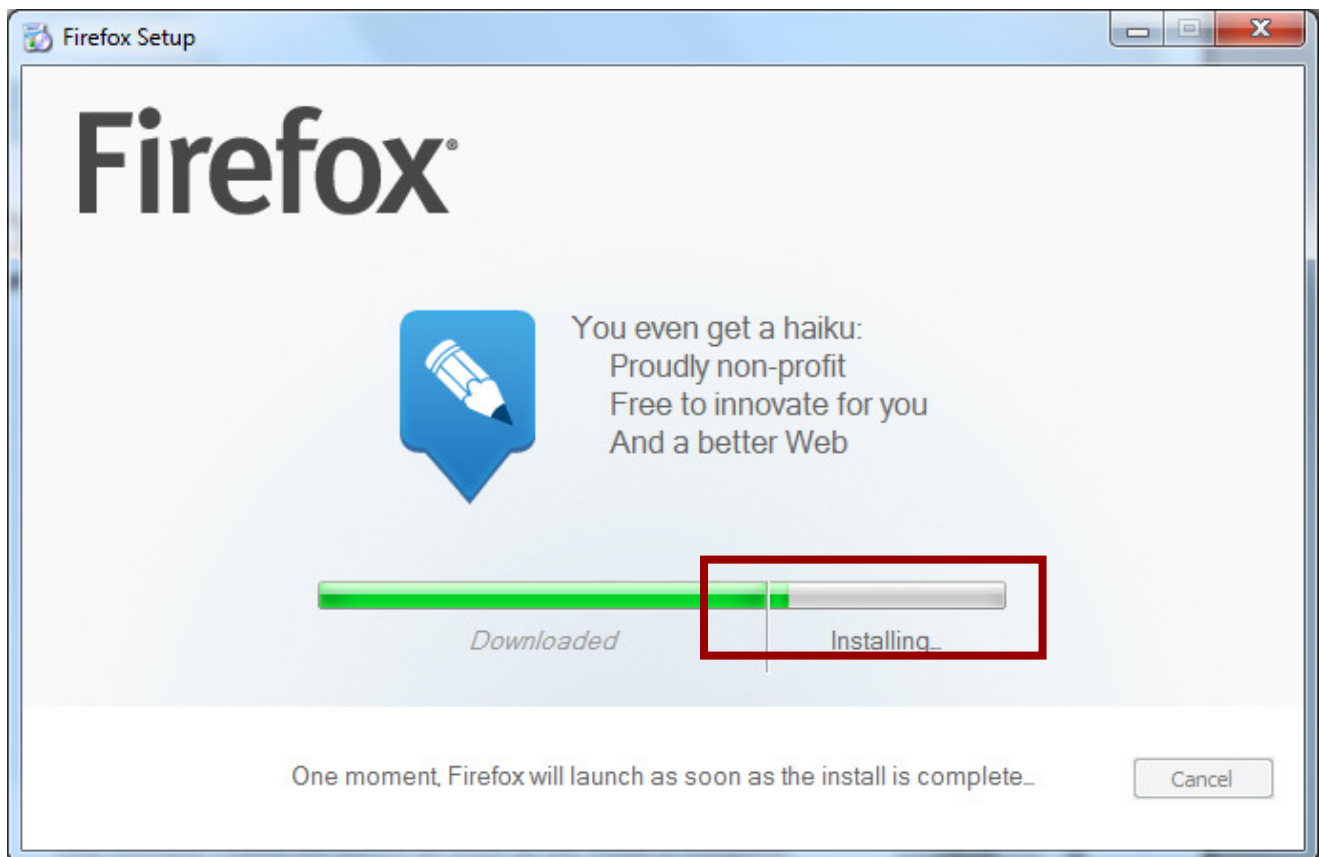 Firefox Setup
Firefox®
You even get a haiku:
Proudly non-profit
Free to innovate for you
And a better Web
Downloaded
Installing...
One moment, Firefox will launch as soon as the install is complete...
Cancel